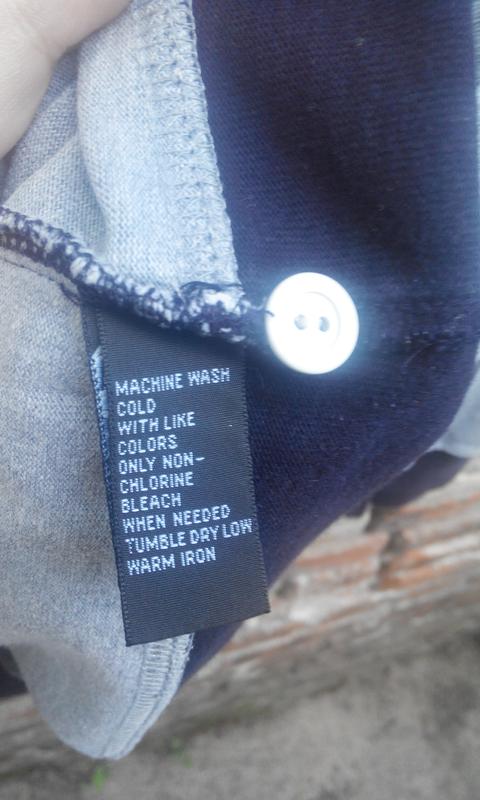 MACHINE WASH
COLD
WITH LIKE
COLORS
ONLY NON-
CHLORINE
BLEACH
WHEN NEEDED
TUMBLE DRY LOW
WARM IRON